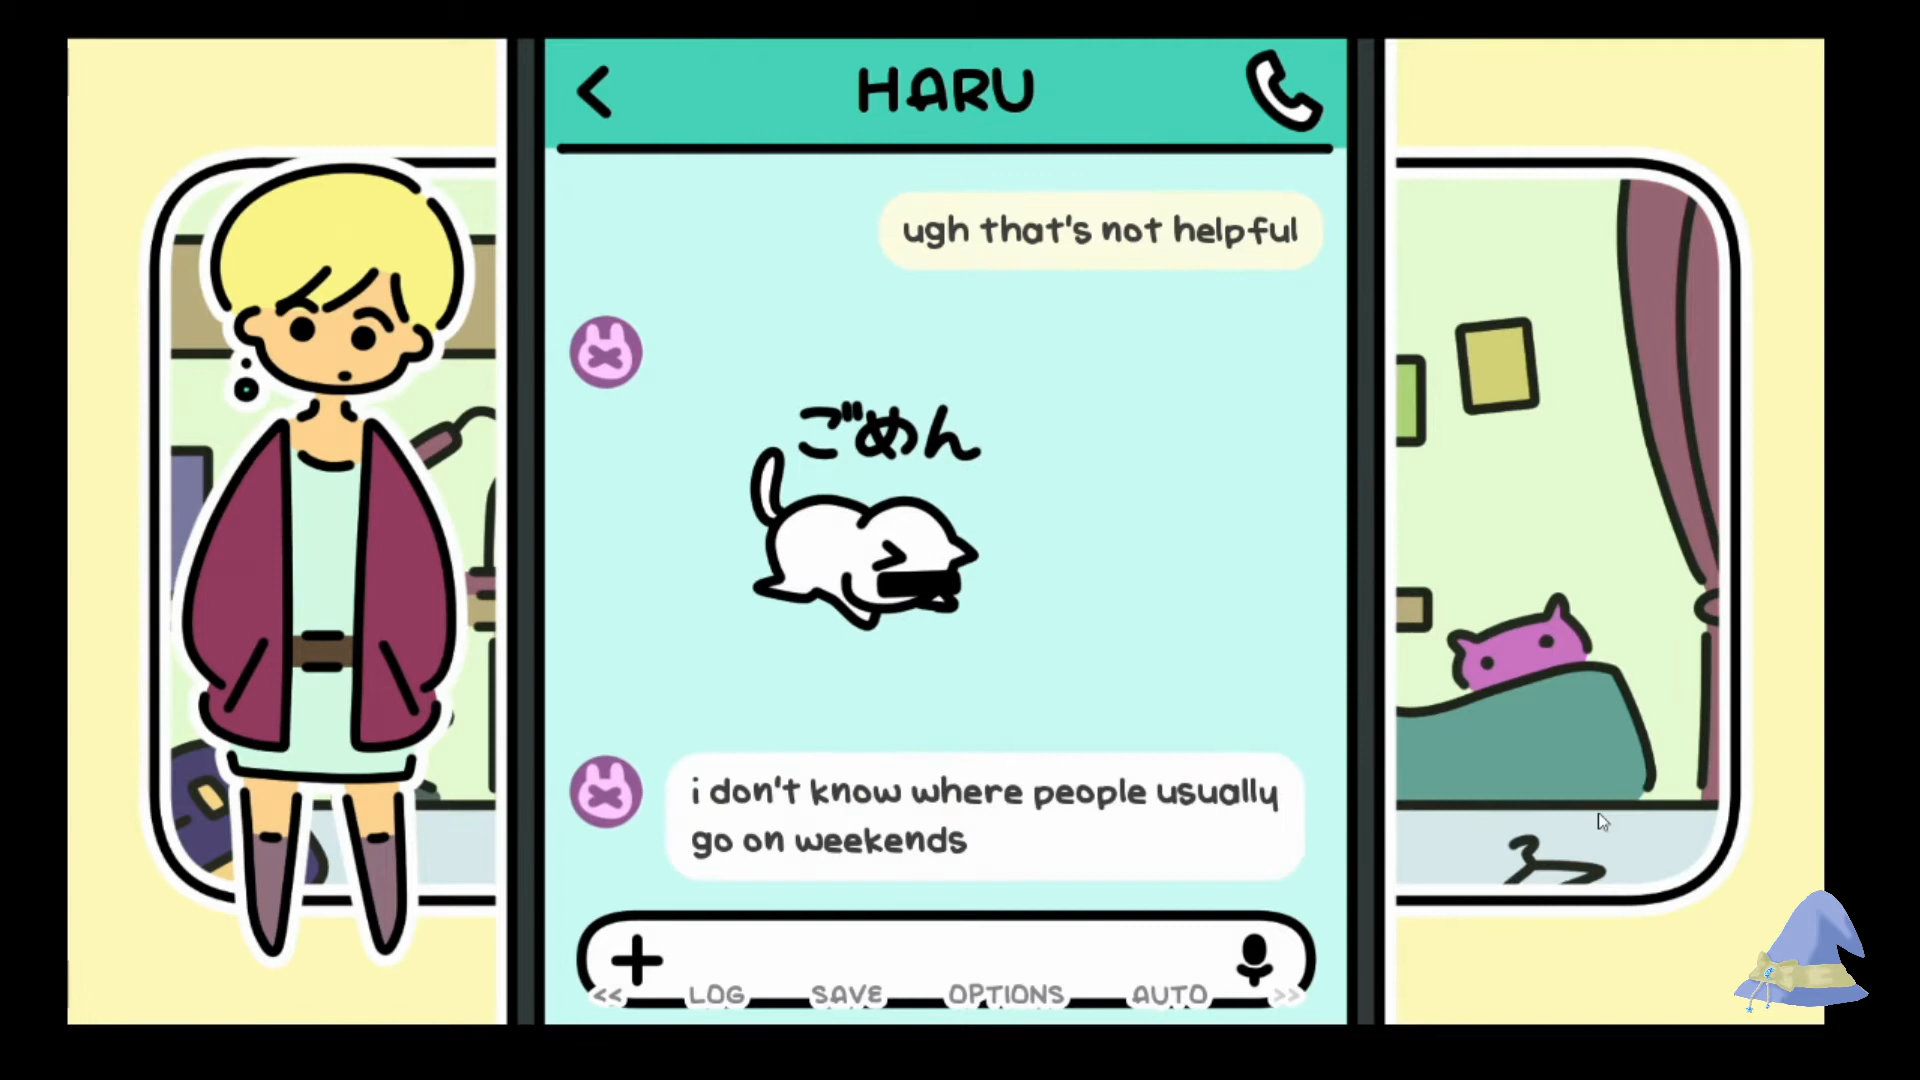 HARU
ugh that's not helpful
ごめん
i don't know where people usually
go on weekends
<< LOG SAVE OPTIONS AUTO >>